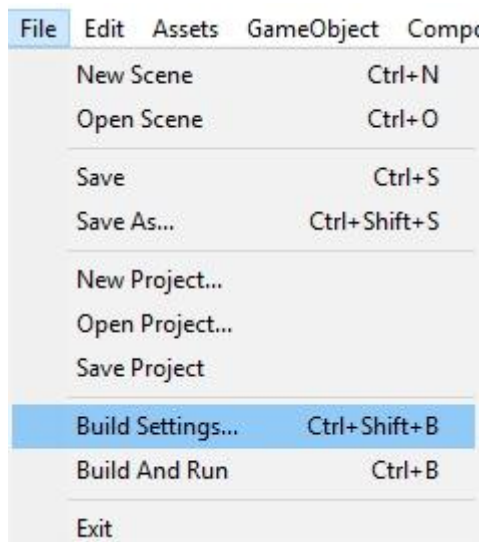 File Edit Assets GameObject Compo
New Scene Ctrl+N
Open Scene Ctrl+O
Save Ctrl+S
Save As... Ctrl+Shift+S
New Project...
Open Project...
Save Project
Build Settings... Ctrl+Shift+B
Build And Run Ctrl+B
Exit